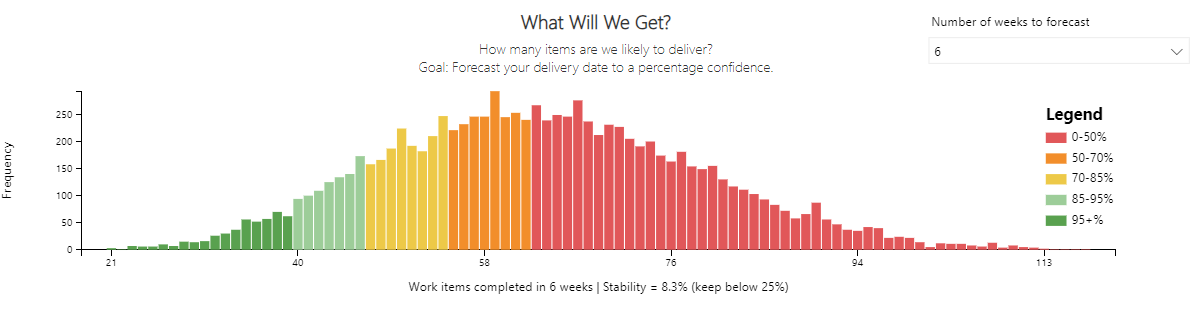 What Will We Get?
How many items are we likely to deliver?
Goal: Forecast your delivery date to a percentage confidence.
Number of weeks to forecast
6
Legend
0-50%
50-70%
70-85%
85-95%
95+%
Frequency
250
200
150
100
50
0
21 40 58 76 94 113
Work items completed in 6 weeks | Stability = 8.3% (keep below 25%)